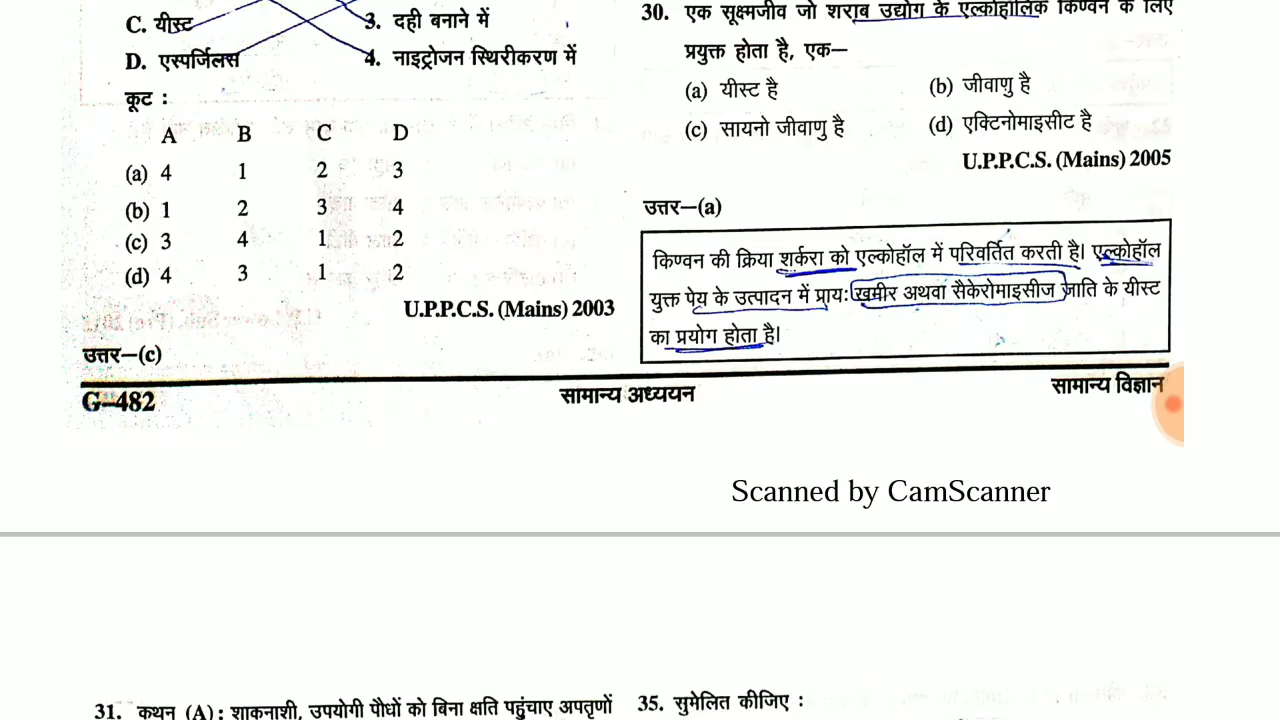 C. यीस्ट
3. दही बनाने में
D. एस्पर्जिलस
4. नाइट्रोजन स्थिरीकरण में
कूट :
A B C D
(a) 4 1 2 3
(b) 1 2 3 4
(c) 3 4 1 2
(d) 4 3 1 2
U.P.P.C.S. (Mains) 2003
उत्तर—(c)
30. एक सूक्ष्मजीव जो शराब उद्योग के एल्कोहोलिक किण्वन के लिए
प्रयुक्त होता है, एक—
(a) यीस्ट है
(b) जीवाणु है
(c) सायनो जीवाणु है
(d) एक्टिनोमाइसीट है
U.P.P.C.S. (Mains) 2005
उत्तर—(a)
किण्वन की क्रिया शर्करा को एल्कोहॉल में परिवर्तित करती है। एल्कोहॉल
युक्त पेय के उत्पादन में प्रायः खमीर अथवा सैकेरोमाइसीज जाति के यीस्ट
का प्रयोग होता है।
G–482
सामान्य अध्ययन
सामान्य विज्ञान
Scanned by CamScanner
31. कथन (A) : शाकनाशी, उपयोगी पौधों को बिना क्षति पहुंचाए अपतृणों
35. सुमेलित कीजिए :